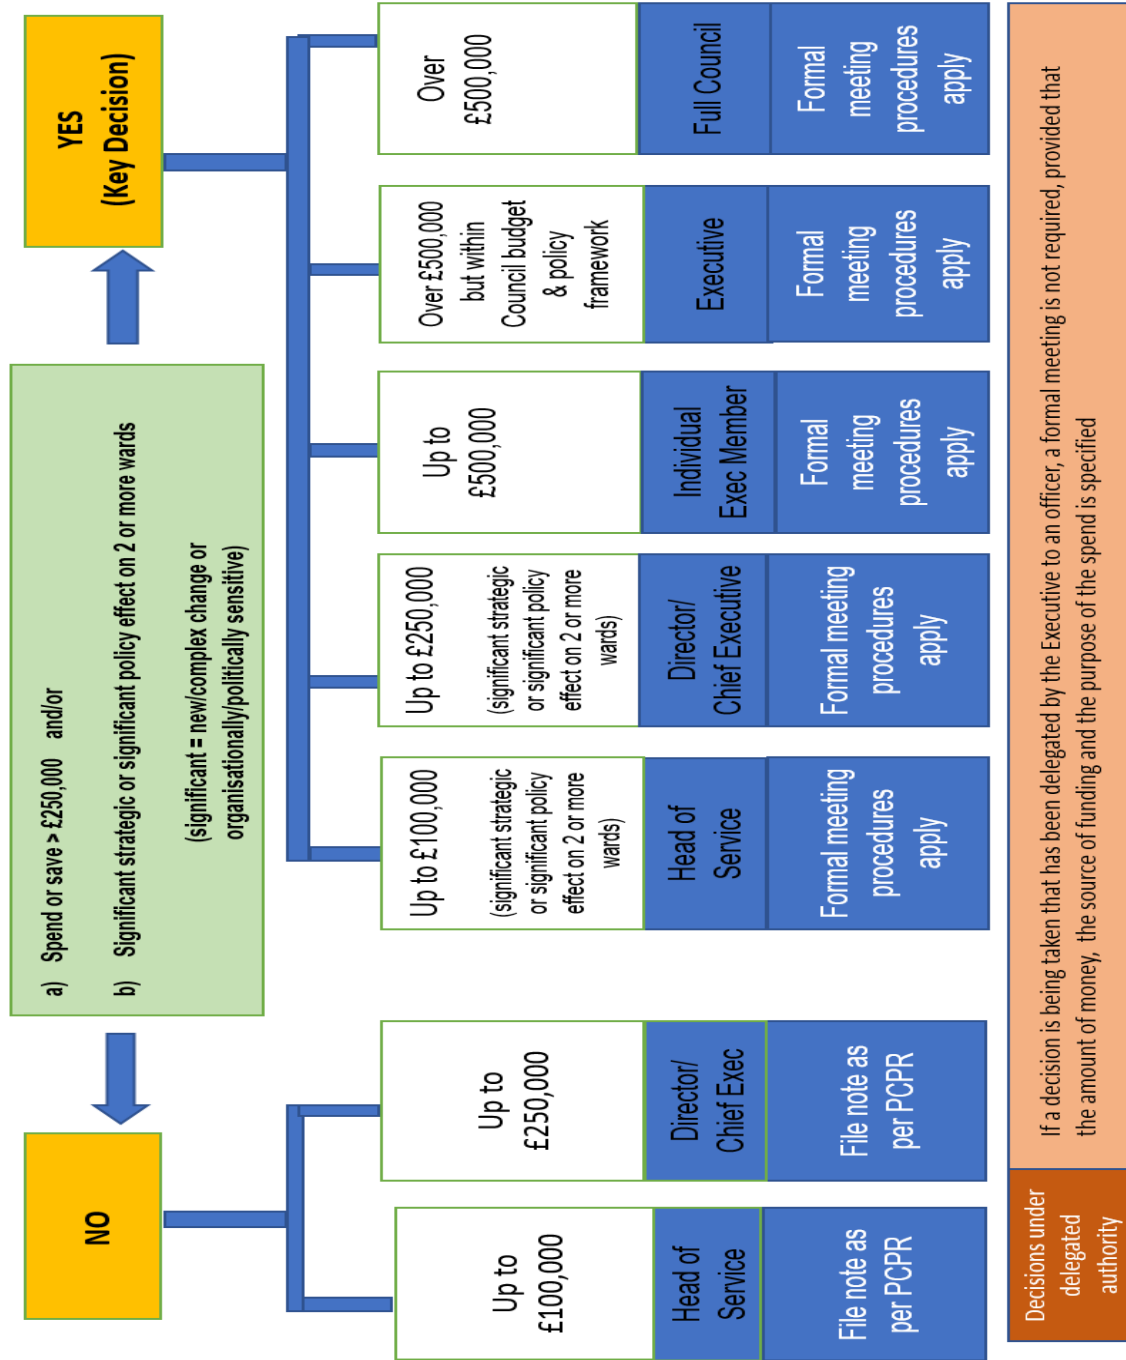 a) Spend or save > £250,000 and/or
b) Significant strategic or significant policy effect on 2 or more wards
(significant = new/complex change or
organisationally/politically sensitive)
NO
YES
(Key Decision)
Up to
£100,000
Head of
Service
File note as
per PCPR
Up to
£250,000
Director/
Chief Exec
File note as
per PCPR
Up to £100,000
(significant strategic
or significant policy
effect on 2 or more
wards)
Head of
Service
Formal meeting
procedures
apply
Up to £250,000
(significant strategic
or significant policy
effect on 2 or more
wards)
Director/
Chief Executive
Formal meeting
procedures
apply
Up to
£500,000
Individual
Exec Member
Formal
meeting
procedures
apply
Over £500,000
but within
Council budget
& policy
framework
Executive
Formal
meeting
procedures
apply
Over
£500,000
Full Council
Formal
meeting
procedures
apply
Decisions under
delegated
authority
If a decision is being taken that has been delegated by the Executive to an officer, a formal meeting is not required, provided that
the amount of money, the source of funding and the purpose of the spend is specified